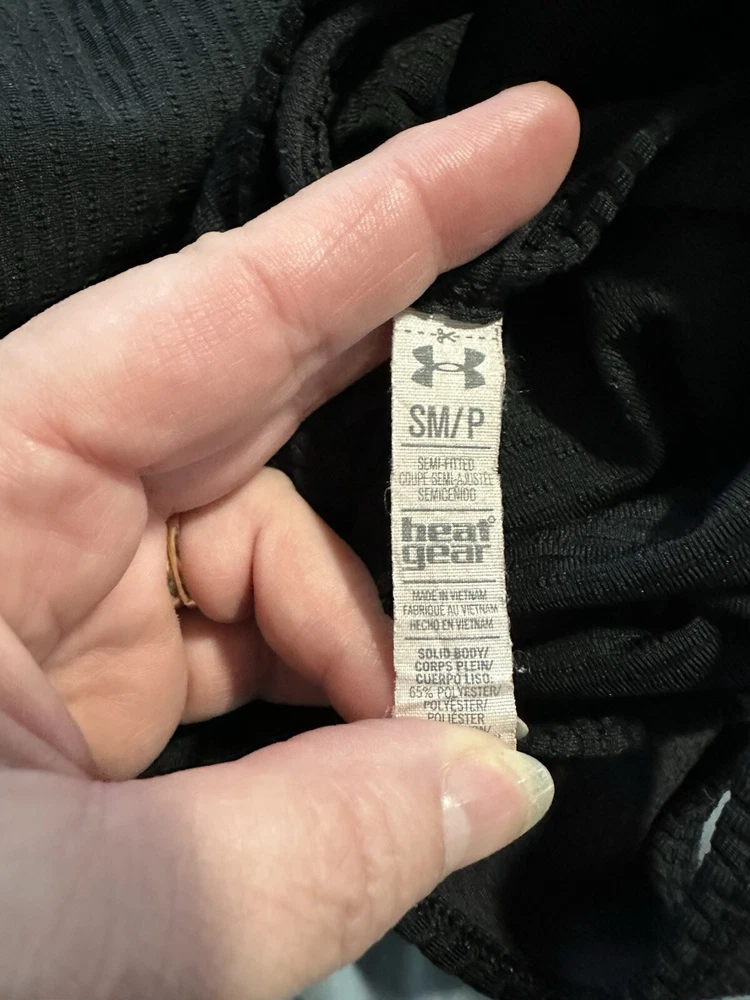 SM/P
SEMI-FITTED
COUPE SEMI-AJUSTÉE
SEMICEÑIDO
heat
gear
MADE IN VIETNAM
FABRIQUÉ AU VIETNAM
HECHO EN VIETNAM
SOLID BODY/
CORPS PLEIN/
CUERPO LISO:
65% POLYESTER/
POLYESTER/
POLIÉSTER